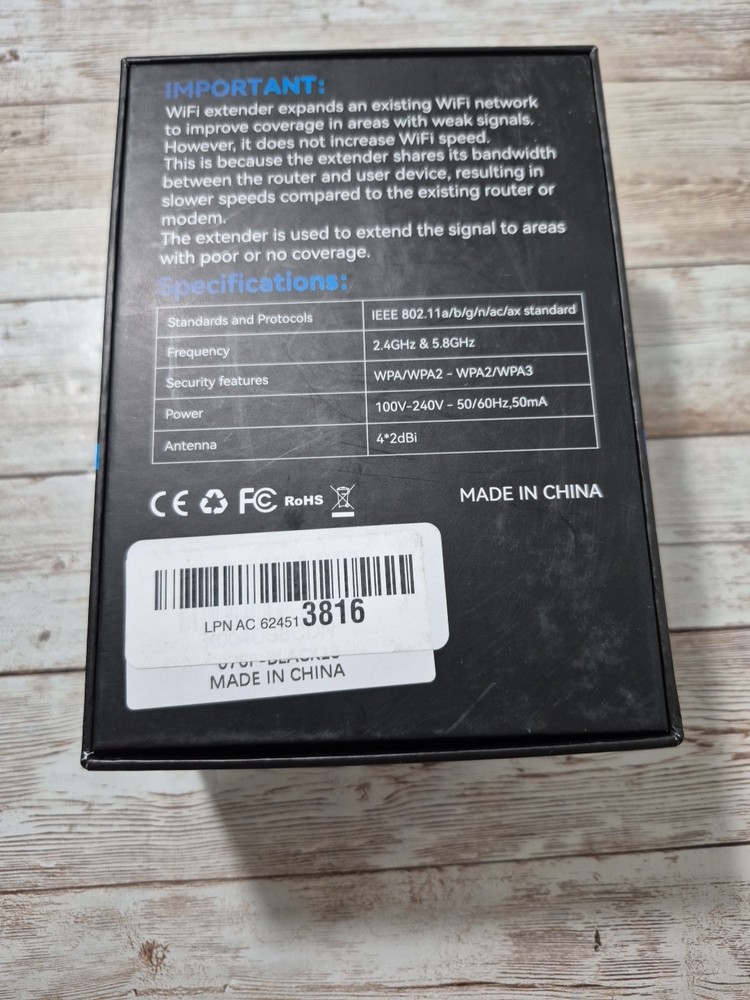 IMPORTANT:
WiFi extender expands an existing WiFi network
to improve coverage in areas with weak signals.
However, it does not increase WiFi speed.
This is because the extender shares its bandwidth
between the router and user device, resulting in
slower speeds compared to the existing router or
modem.
The extender is used to extend the signal to areas
with poor or no coverage.
Specifications:
Standards and Protocols IEEE 802.11a/b/g/n/ac/ax standard
Frequency 2.4GHz & 5.8GHz
Security features WPA/WPA2 - WPA2/WPA3
Power 100V-240V - 50/60Hz,50mA
Antenna 4*2dBi
CE FC RoHS MADE IN CHINA
LPN AC 624513816
MADE IN CHINA